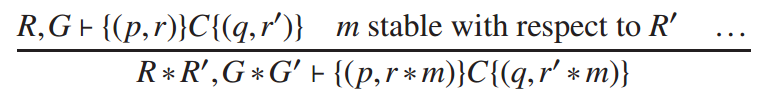 R,G ⊢ {(p,r)}C{(q,r′)} m stable with respect to R′ ...
R ∗ R′,G ∗ G′ ⊢ {(p,r ∗ m)}C{(q,r′ ∗ m)}